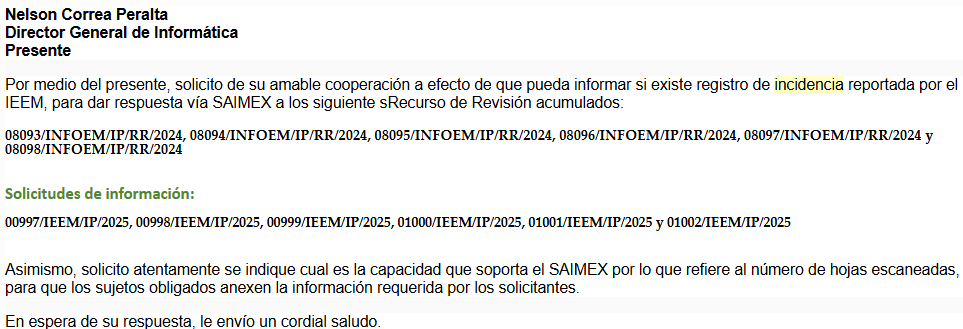 Nelson Correa Peralta
Director General de Informática
Presente
Por medio del presente, solicito de su amable cooperación a efecto de que pueda informar si existe registro de incidencia reportada por el
IEEM, para dar respuesta vía SAIMEX a los siguiente sRecurso de Revisión acumulados:
08093/INFOEM/IP/RR/2024, 08094/INFOEM/IP/RR/2024, 08095/INFOEM/IP/RR/2024, 08096/INFOEM/IP/RR/2024, 08097/INFOEM/IP/RR/2024 y
08098/INFOEM/IP/RR/2024
Solicitudes de información:
00997/IEEM/IP/2025, 00998/IEEM/IP/2025, 00999/IEEM/IP/2025, 01000/IEEM/IP/2025, 01001/IEEM/IP/2025 y 01002/IEEM/IP/2025
Asimismo, solicito atentamente se indique cual es la capacidad que soporta el SAIMEX por lo que refiere al número de hojas escaneadas,
para que los sujetos obligados anexen la información requerida por los solicitantes.
En espera de su respuesta, le envío un cordial saludo.